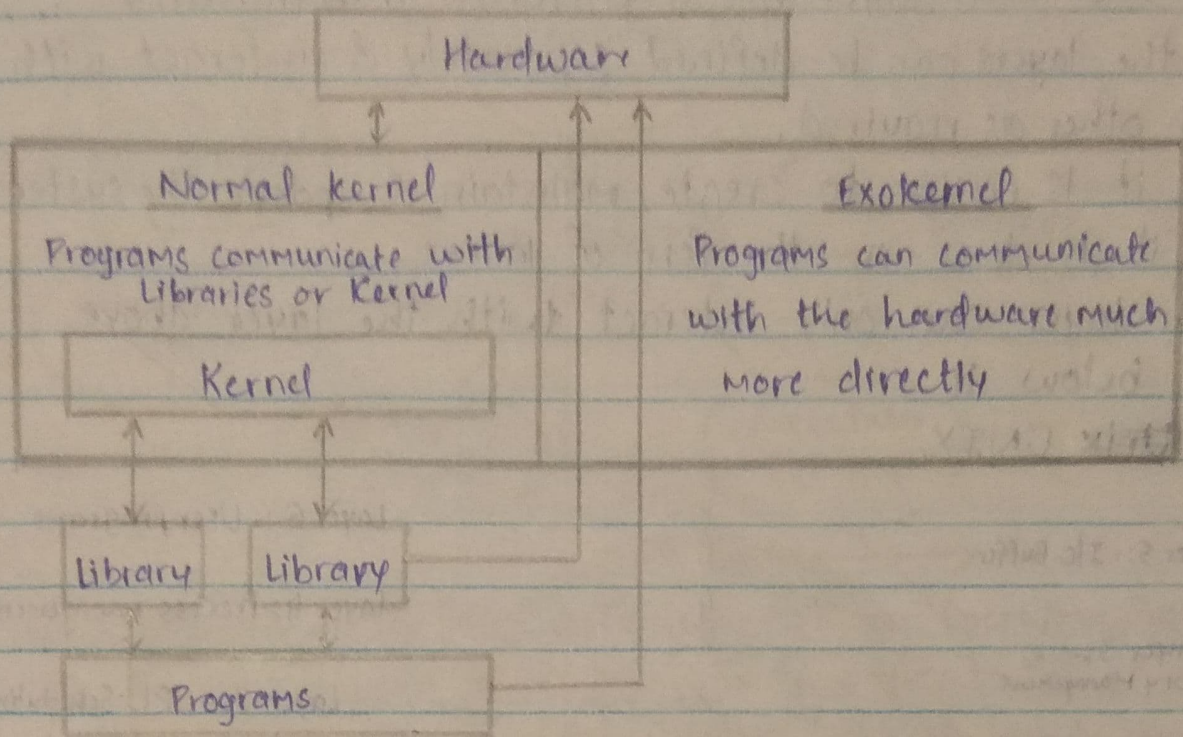 Hardware
Normal kernel
Programs communicate with
Libraries or Kernel
Kernel
Exokernel
Programs can communicate
with the hardware much
more directly
Library
Library
Programs